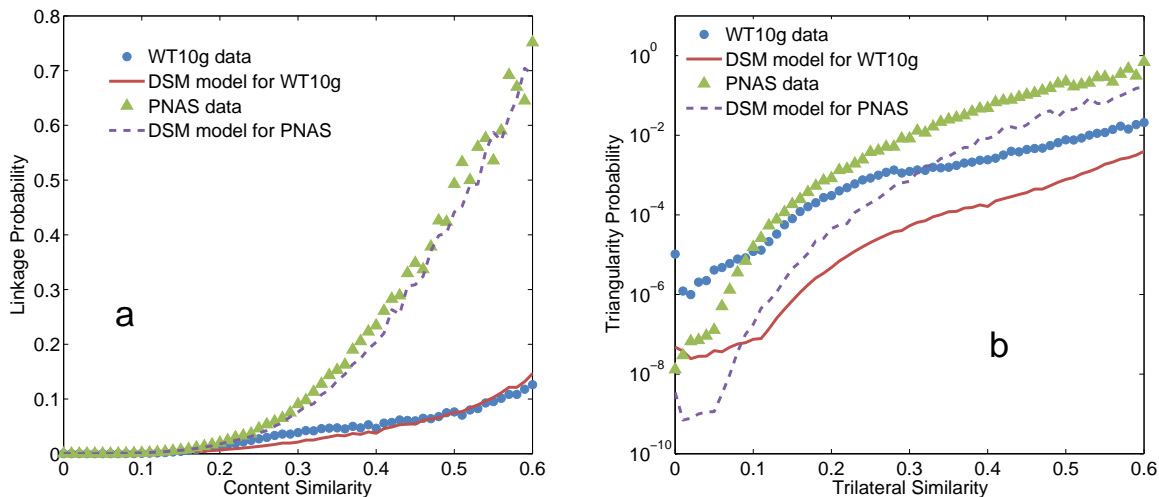 0.8
0.7
0.6
0.5
0.4
0.3
0.2
0.1
0
Linkage Probability
WT10g data
DSM model for WT10g
PNAS data
DSM model for PNAS
a
0 0.1 0.2 0.3 0.4 0.5 0.6
Content Similarity
10^0
10^−2
10^−4
10^−6
10^−8
10^−10
Triangularity Probability
WT10g data
DSM model for WT10g
PNAS data
DSM model for PNAS
b
0 0.1 0.2 0.3 0.4 0.5 0.6
Trilateral Similarity